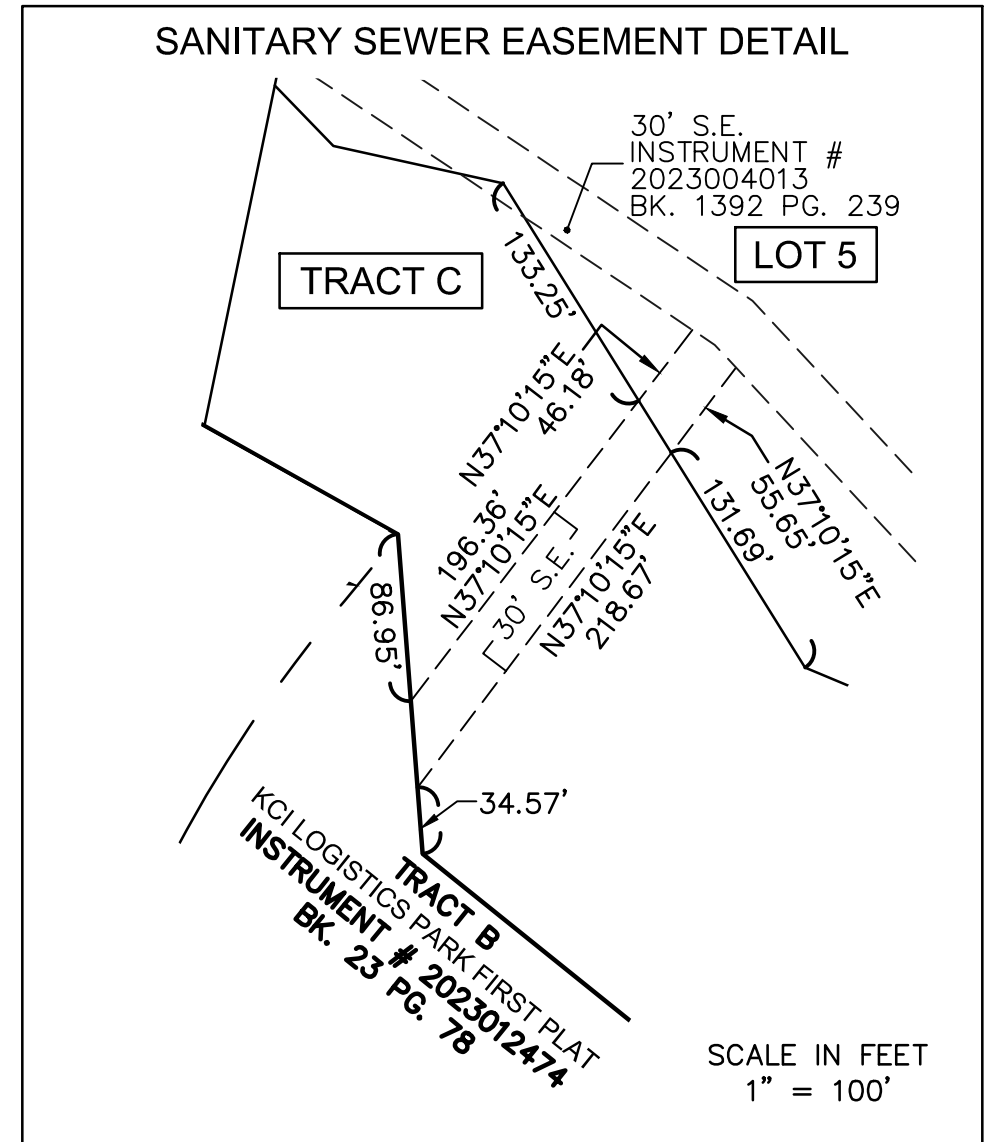 SANITARY SEWER EASEMENT DETAIL
30' S.E.
INSTRUMENT #
2023004013
BK. 1392 PG. 239
LOT 5
TRACT C
133.25'
N37°10'15"E
46.18'
N37°10'15"E
55.65'
131.69'
196.36'
N37°10'15"E
30' S.E.
N37°10'15"E
218.67'
86.95'
34.57'
TRACT B
KCI LOGISTICS PARK FIRST PLAT
INSTRUMENT # 2023012474
BK. 23 PG. 78
SCALE IN FEET
1" = 100'